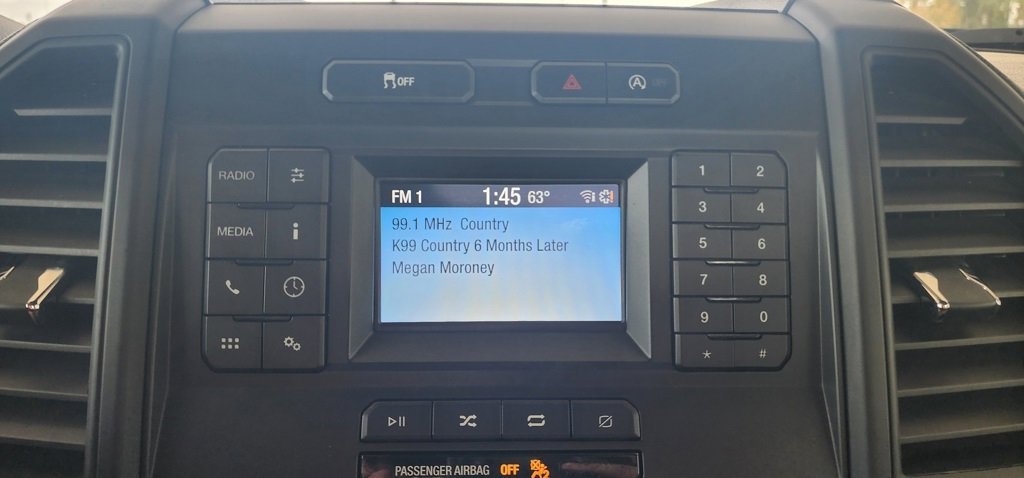 OFF
A OFF
RADIO
MEDIA
i
FM 1 1:45 63°
99.1 MHz Country
K99 Country 6 Months Later
Megan Moroney
1 2
3 4
5 6
7 8
9 0
* #
PASSENGER AIRBAG OFF